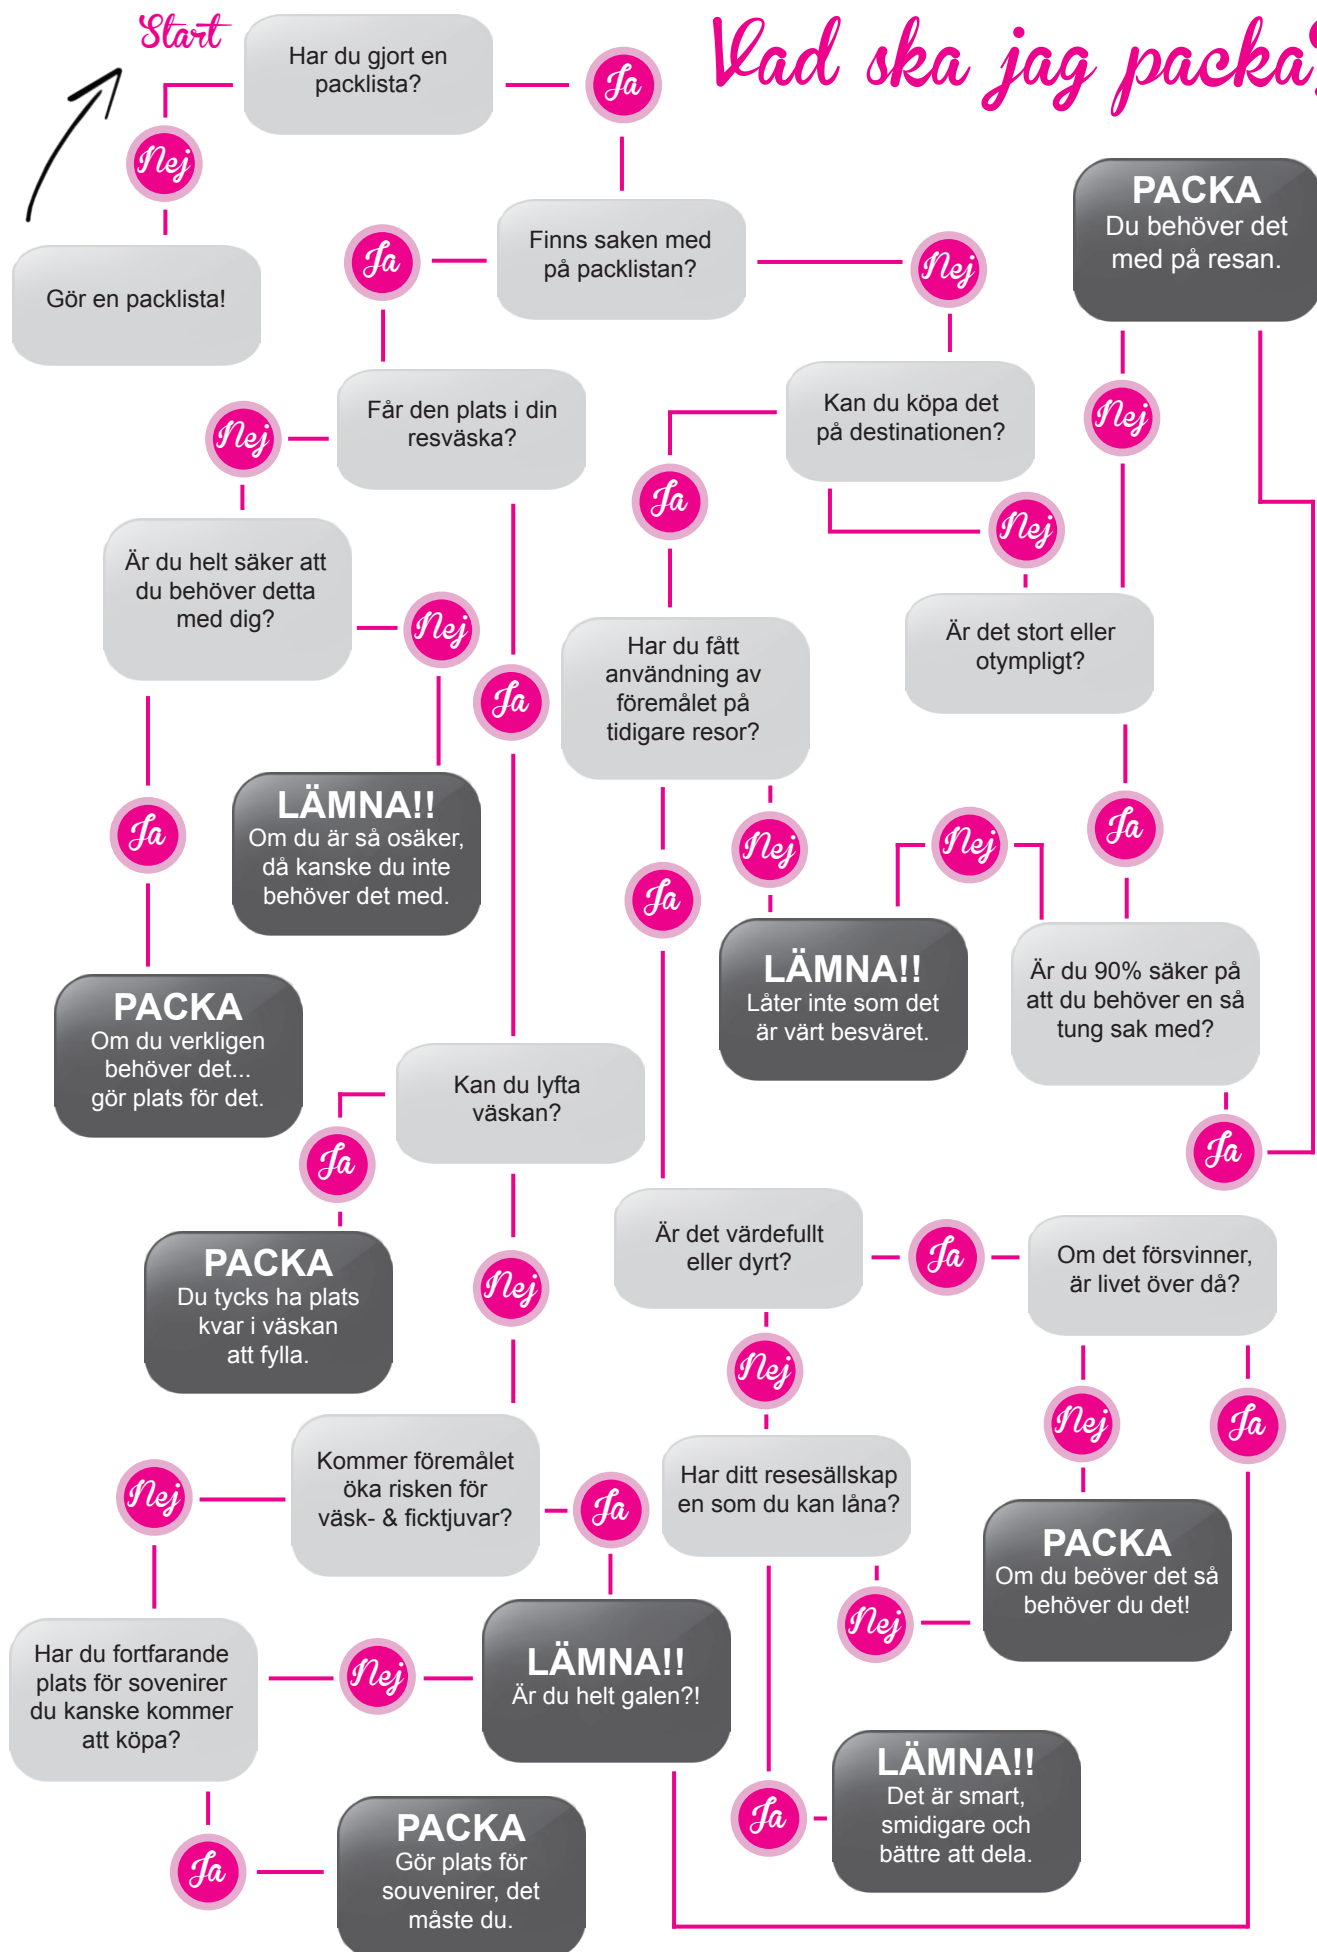 Start
Vad ska jag packa?
Har du gjort en
packlista?
Ja
Nej
PACKA
Du behöver det
med på resan.
Finns saken med
på packlistan?
Ja
Nej
Gör en packlista!
Får den plats i din
resväska?
Nej
Kan du köpa det
på destinationen?
Nej
Ja
Nej
Är du helt säker att
du behöver detta
med dig?
Nej
Ja
Har du fått
användning av
föremålet på
tidigare resor?
Är det stort eller
otympligt?
LÄMNA!!
Om du är så osäker,
då kanske du inte
behöver det med.
Ja
Ja
Nej
Nej
Ja
PACKA
Om du verkligen
behöver det...
gör plats för det.
LÄMNA!!
Låter inte som det
är värt besväret.
Är du 90% säker på
att du behöver en så
tung sak med?
Kan du lyfta
väskan?
Ja
Ja
PACKA
Du tycks ha plats
kvar i väskan
att fylla.
Nej
Är det värdefullt
eller dyrt?
Ja
Om det försvinner,
är livet över då?
Nej
Nej
Ja
Kommer föremålet
öka risken för
väsk- & ficktjuvar?
Nej
Ja
Har ditt resesällskap
en som du kan låna?
PACKA
Om du beöver det så
behöver du det!
Nej
Har du fortfarande
plats för sovenirer
du kanske kommer
att köpa?
Nej
LÄMNA!!
Är du helt galen?!
LÄMNA!!
Det är smart,
smidigare och
bättre att dela.
Ja
Ja
PACKA
Gör plats för
souvenirer, det
måste du.